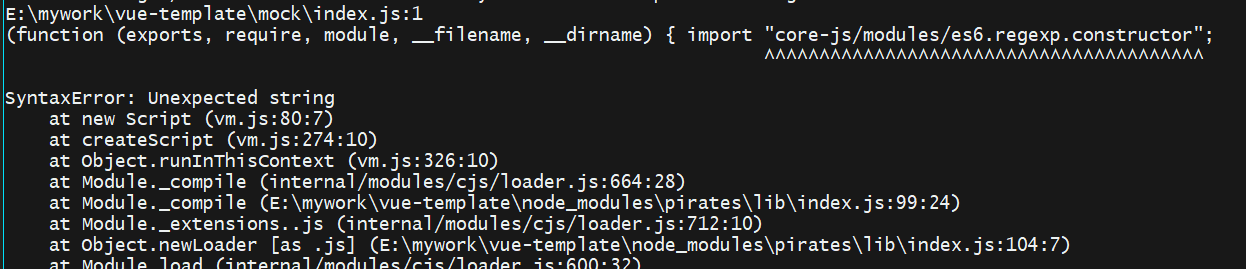 E:\mywork\vue-template\mock\index.js:1
(function (exports, require, module, __filename, __dirname) { import "core-js/modules/es6.regexp.constructor";
^^^^^^^^^^^^^^^^^^^^^^^^^^^^^^^^^^^^^^^^
SyntaxError: Unexpected string
at new Script (vm.js:80:7)
at createScript (vm.js:274:10)
at Object.runInThisContext (vm.js:326:10)
at Module._compile (internal/modules/cjs/loader.js:664:28)
at Module._compile (E:\mywork\vue-template\node_modules\pirates\lib\index.js:99:24)
at Module._extensions..js (internal/modules/cjs/loader.js:712:10)
at Object.newLoader [as .js] (E:\mywork\vue-template\node_modules\pirates\lib\index.js:104:7)
at Module.load (internal/modules/cjs/loader.js:600:32)